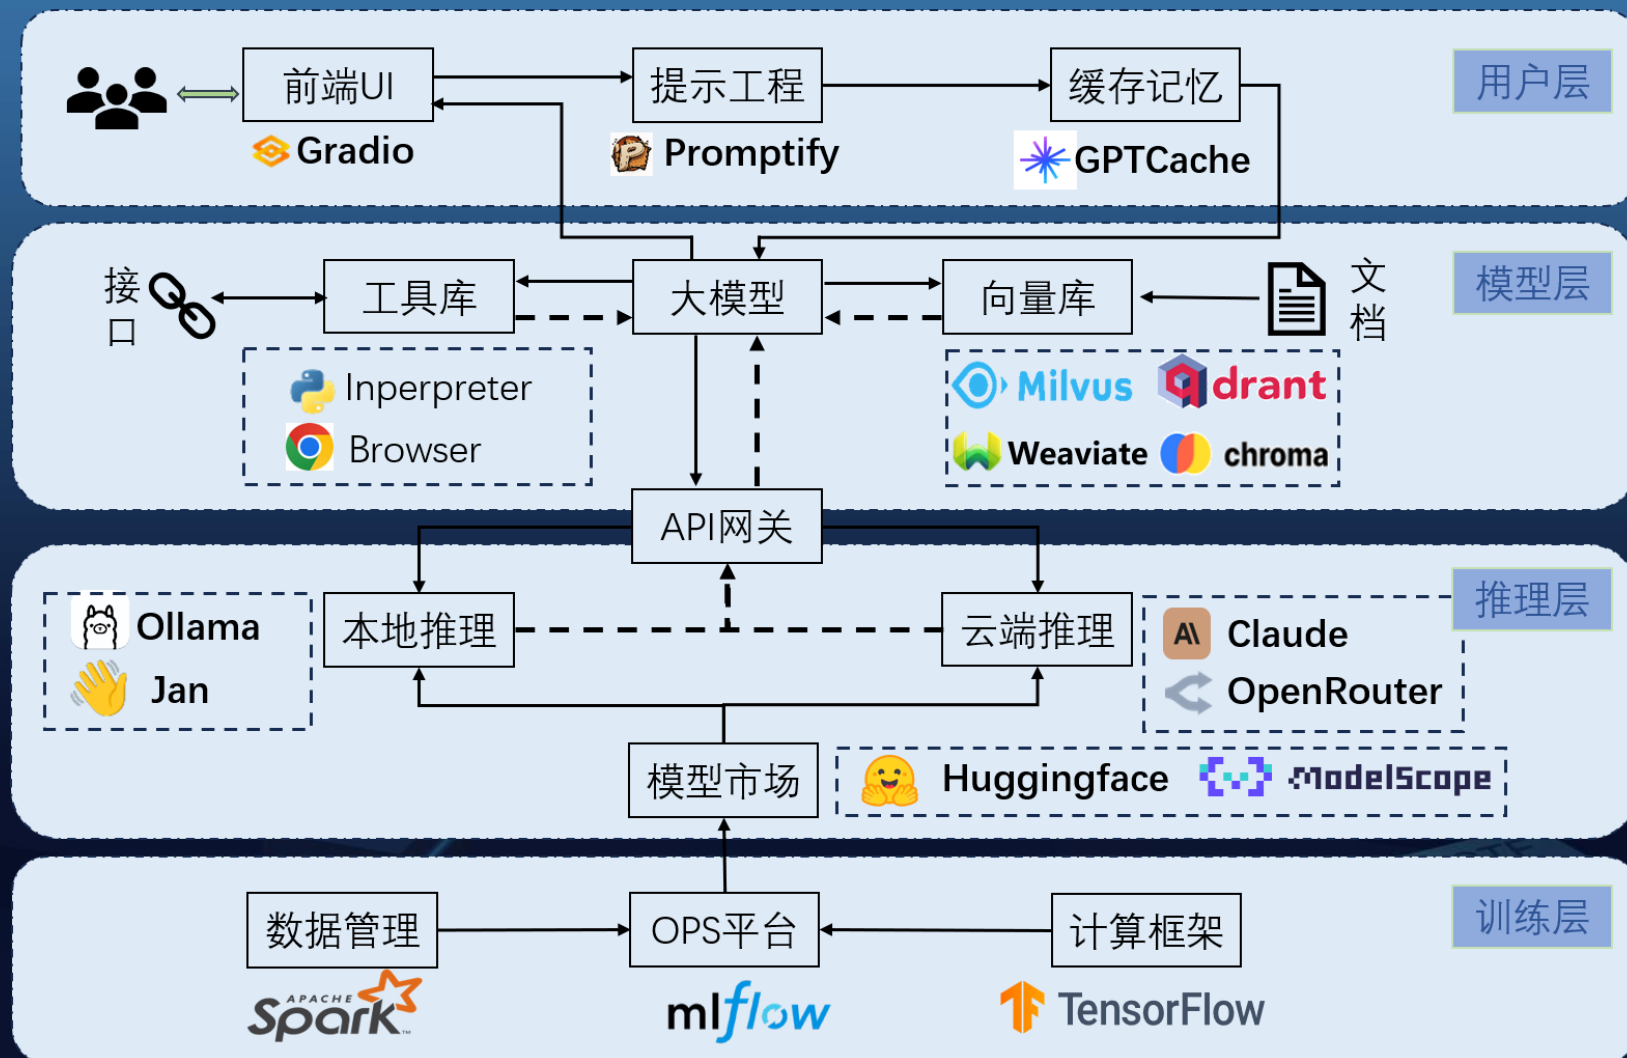 前端UI
提示工程
缓存记忆
用户层
Gradio
Promptify
GPTCache
接口
工具库
大模型
向量库
文档
模型层
Inperpreter
Browser
Milvus
qdrant
Weaviate
chroma
API网关
推理层
Ollama
Jan
本地推理
云端推理
Claude
OpenRouter
模型市场
Huggingface
ModelScope
数据管理
OPS平台
计算框架
训练层
APACHE
Spark
mlflow
TensorFlow